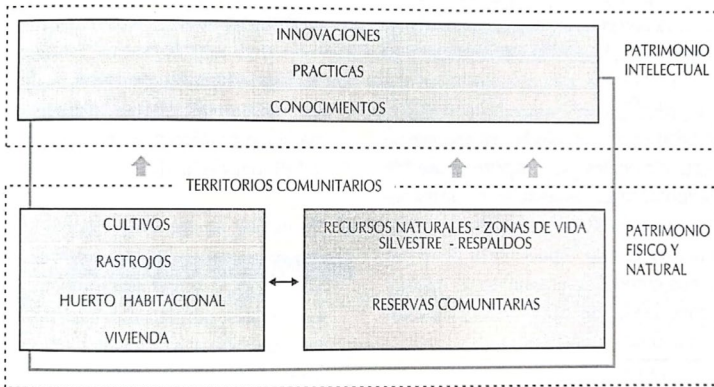 INNOVACIONES
PRACTICAS
CONOCIMIENTOS
PATRIMONIO
INTELECTUAL
TERRITORIOS COMUNITARIOS
CULTIVOS
RASTROJOS
HUERTO HABITACIONAL
VIVIENDA
RECURSOS NATURALES - ZONAS DE VIDA
SILVESTRE - RESPALDOS
RESERVAS COMUNITARIAS
PATRIMONIO
FISICO Y
NATURAL